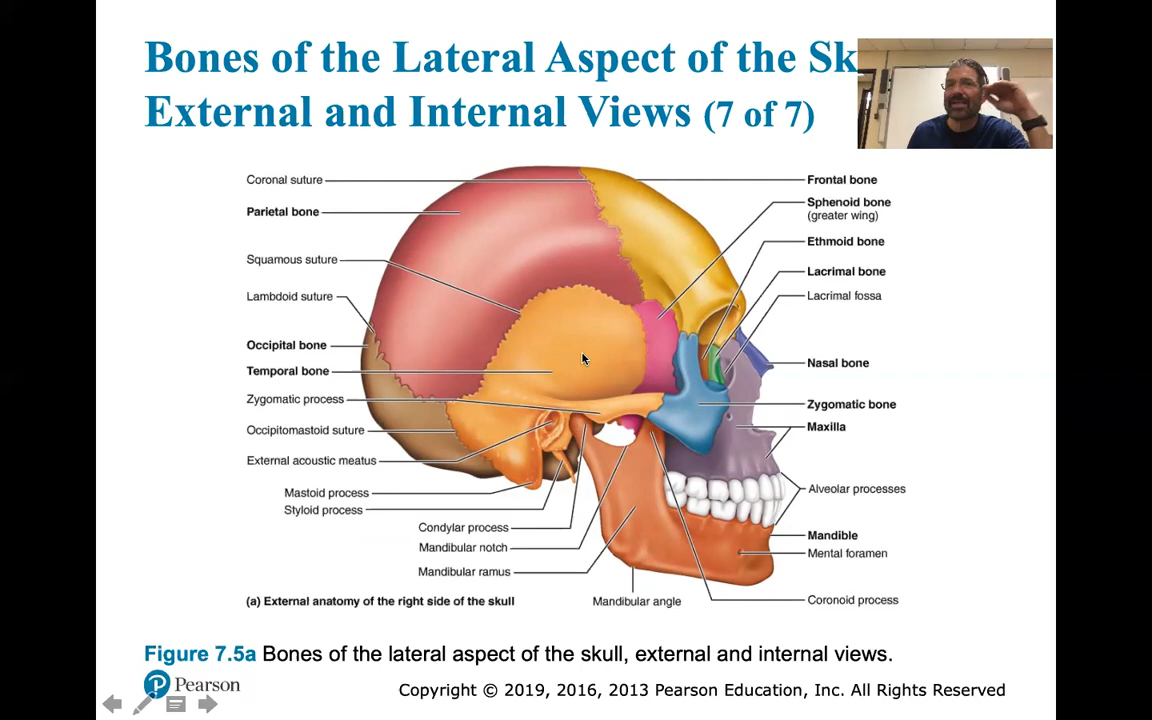 Bones of the Lateral Aspect of the Sk
External and Internal Views (7 of 7)
Coronal suture
Parietal bone
Squamous suture
Lambdoid suture
Occipital bone
Temporal bone
Zygomatic process
Occipitomastoid suture
External acoustic meatus
Mastoid process
Styloid process
Condylar process
Mandibular notch
Mandibular ramus
Frontal bone
Sphenoid bone
(greater wing)
Ethmoid bone
Lacrimal bone
Lacrimal fossa
Nasal bone
Zygomatic bone
Maxilla
Alveolar processes
Mandible
Mental foramen
Coronoid process
Mandibular angle
(a) External anatomy of the right side of the skull
Figure 7.5a Bones of the lateral aspect of the skull, external and internal views.
Pearson
Copyright © 2019, 2016, 2013 Pearson Education, Inc. All Rights Reserved